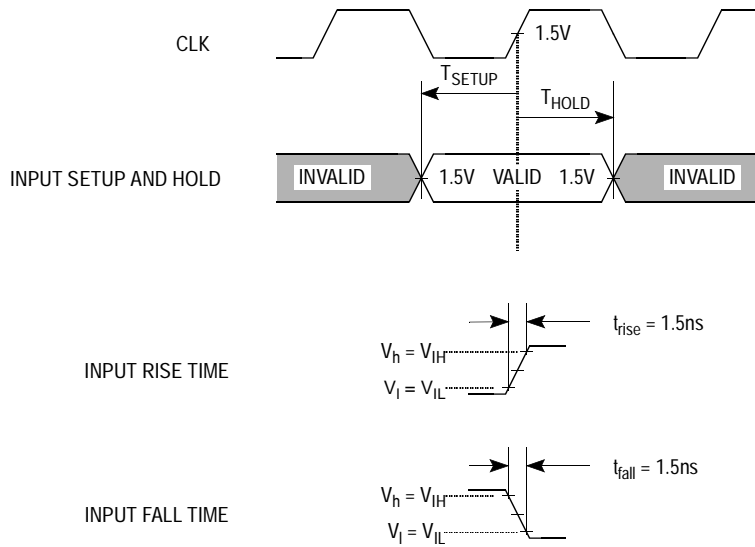 CLK
1.5V
TSETUP
THOLD
INPUT SETUP AND HOLD
INVALID
1.5V VALID 1.5V
INVALID
trise = 1.5ns
Vh = VIH
INPUT RISE TIME
Vl = VIL
tfall = 1.5ns
Vh = VIH
INPUT FALL TIME
Vl = VIL